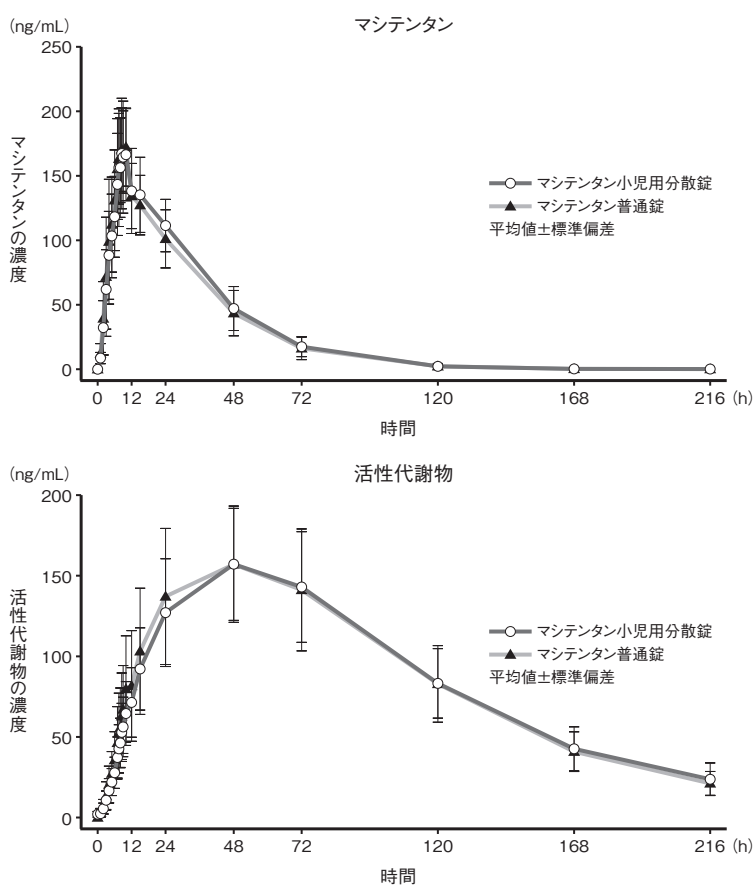 (ng/mL)
マシテンタン
250
200
150
100
50
0
マシテンタンの濃度
マシテンタン小児用分散錠
マシテンタン普通錠
平均値±標準偏差
0 12 24 48 72 120 168 216 (h)
時間
(ng/mL)
活性代謝物
200
150
100
50
0
活性代謝物の濃度
マシテンタン小児用分散錠
マシテンタン普通錠
平均値±標準偏差
0 12 24 48 72 120 168 216 (h)
時間